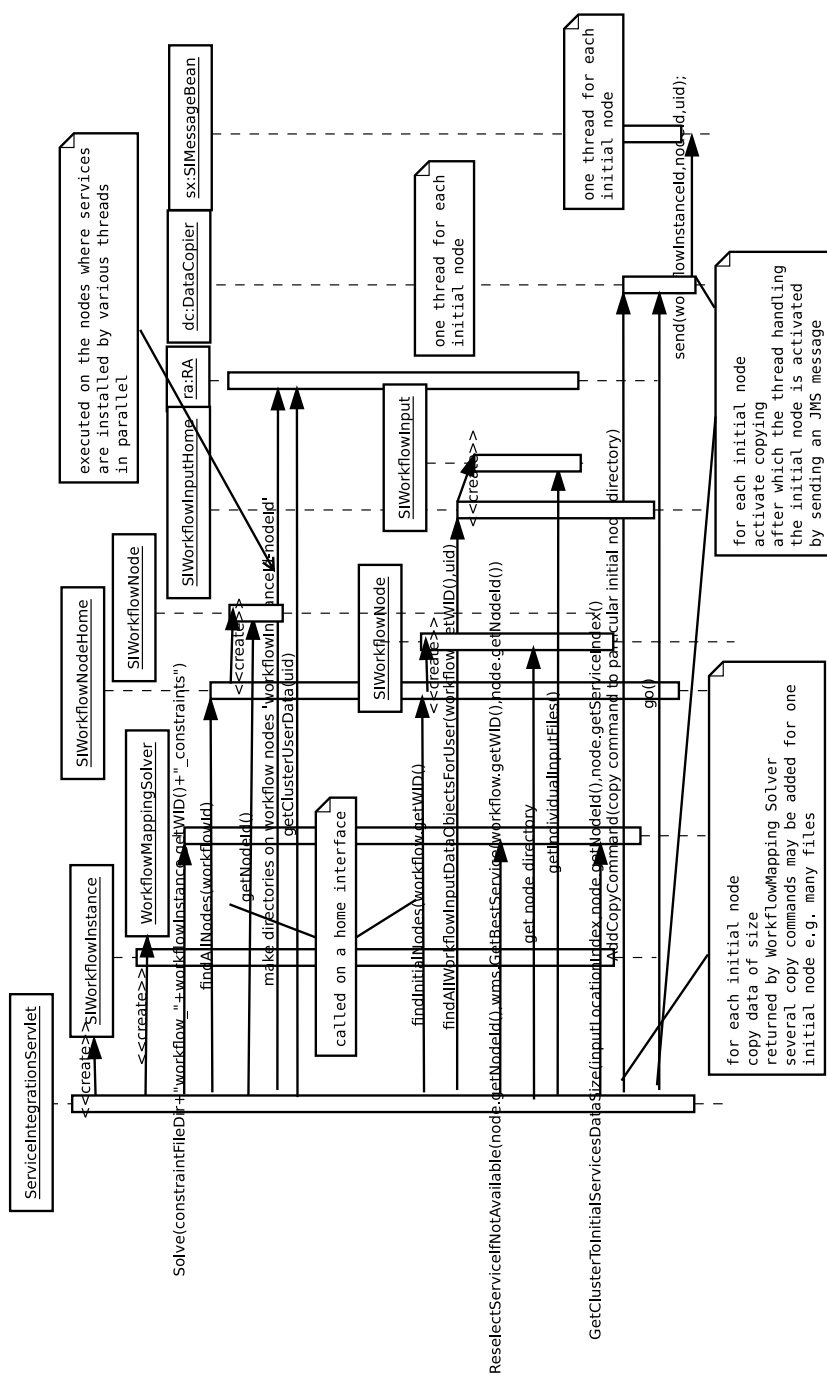 ServiceIntegrationServlet
SIWorkflowInstance
WorkflowMappingSolver
SIWorkflowNodeHome
SIWorkflowNode
SIWorkflowInputHome
ra:RA
dc:DataCopier
sx:SIMessageBean
executed on the nodes where services
are installed by various threads
in parallel
<<create>>
<<create>>
Solve(constraintFileDir+"workflow_"+workflowInstance.getWID()+"_constraints")
findAllNodes(workflowId)
<<create>>
getNodeId()
make directories on workflow nodes 'workflowInstanceId-nodeId'
getClusterUserData(uid)
called on a home interface
SIWorkflowNode
SIWorkflowInput
one thread for each
initial node
findInitialNodes(workflow.getWID()
<<create>>
findAllWorkflowInputDataObjectsForUser(workflow.getWID(),uid)
<<create>>
ReselectServiceIfNotAvailable(node.getNodeId(),wms.GetBestService(workflow.getWID(),node.getNodeId())
get node directory
getIndividualInputFiles()
GetClusterToInitialServicesDataSize(inputLocationIndex,node.getNodeId(),node.getServiceIndex()
AddCopyCommand(copy command to particular initial node directory)
go()
send(workflowInstanceId,nodeId,uid);
one thread for each
initial node
for each initial node
copy data of size
returned by WorkflowMapping Solver
several copy commands may be added for one
initial node e.g. many files
for each initial node
activate copying
after which the thread handling
the initial node is activated
by sending an JMS message